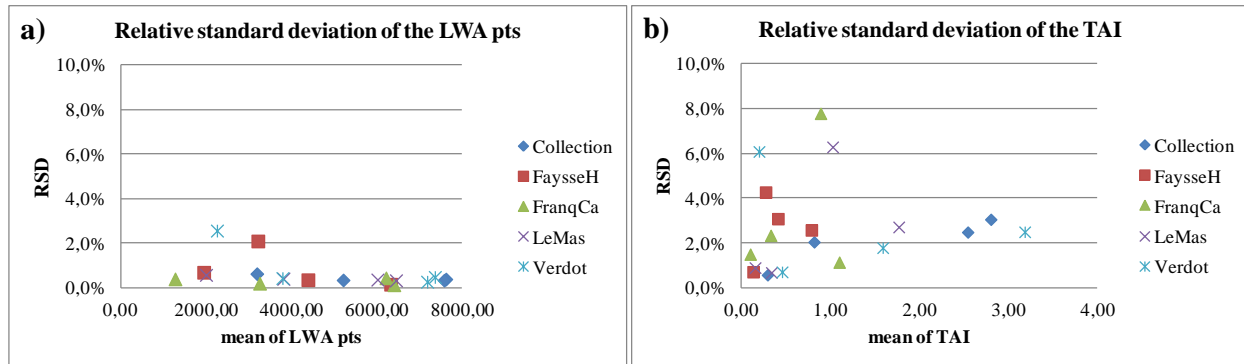 a)
Relative standard deviation of the LWA pts
10,0%
8,0%
6,0%
4,0%
2,0%
0,0%
RSD
0,00 2000,00 4000,00 6000,00 8000,00
mean of LWA pts
Collection
FaysseH
FranqCa
LeMas
Verdot
b)
Relative standard deviation of the TAI
10,0%
8,0%
6,0%
4,0%
2,0%
0,0%
RSD
0,00 1,00 2,00 3,00 4,00
mean of TAI
Collection
FaysseH
FranqCa
LeMas
Verdot